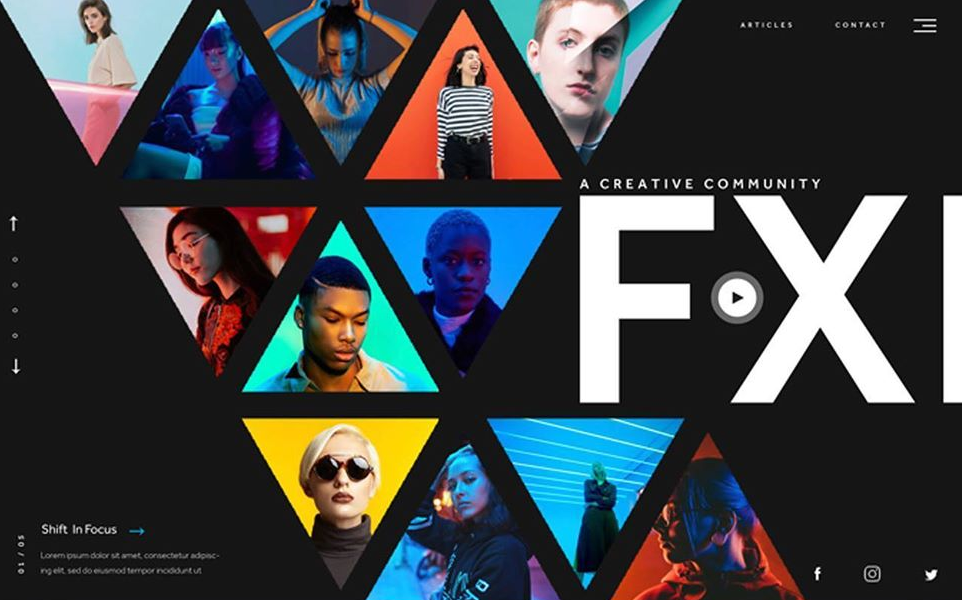 ARTICLES
CONTACT
A CREATIVE COMMUNITY
FX
Shift In Focus
Lorem ipsum dolor sit amet, consectetur adipisc-
ing elit, sed do eiusmod tempor incididunt ut
01 / 05